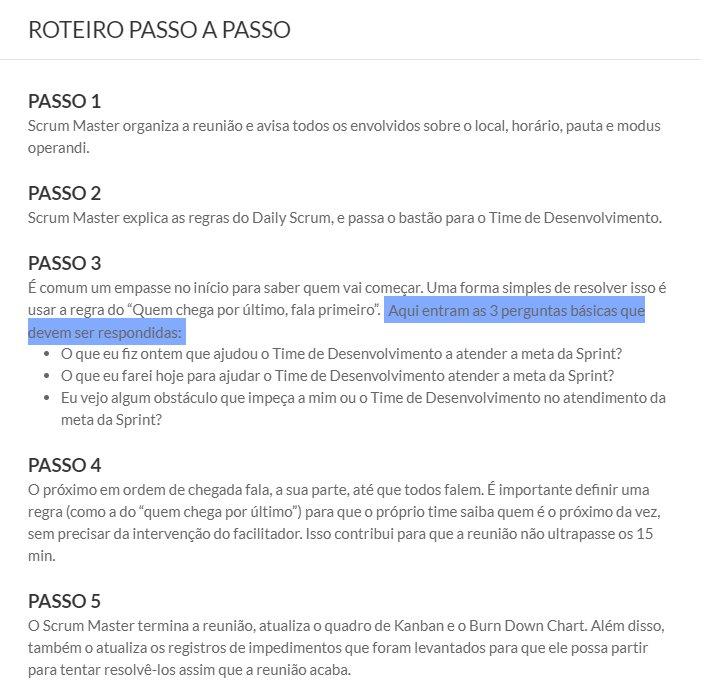 ROTEIRO PASSO A PASSO
PASSO 1
Scrum Master organiza a reunião e avisa todos os envolvidos sobre o local, horário, pauta e modus
operandi.
PASSO 2
Scrum Master explica as regras do Daily Scrum, e passa o bastão para o Time de Desenvolvimento.
PASSO 3
É comum um empasse no início para saber quem vai começar. Uma forma simples de resolver isso é
usar a regra do “Quem chega por último, fala primeiro”. Aqui entram as 3 perguntas básicas que
devem ser respondidas:
• O que eu fiz ontem que ajudou o Time de Desenvolvimento a atender a meta da Sprint?
• O que eu farei hoje para ajudar o Time de Desenvolvimento atender a meta da Sprint?
• Eu vejo algum obstáculo que impeça a mim ou o Time de Desenvolvimento no atendimento da
meta da Sprint?
PASSO 4
O próximo em ordem de chegada fala, a sua parte, até que todos falem. É importante definir uma
regra (como a do “quem chega por último”) para que o próprio time saiba quem é o próximo da vez,
sem precisar da intervenção do facilitador. Isso contribui para que a reunião não ultrapasse os 15
min.
PASSO 5
O Scrum Master termina a reunião, atualiza o quadro de Kanban e o Burn Down Chart. Além disso,
também o atualiza os registros de impedimentos que foram levantados para que ele possa partir
para tentar resolvê-los assim que a reunião acaba.